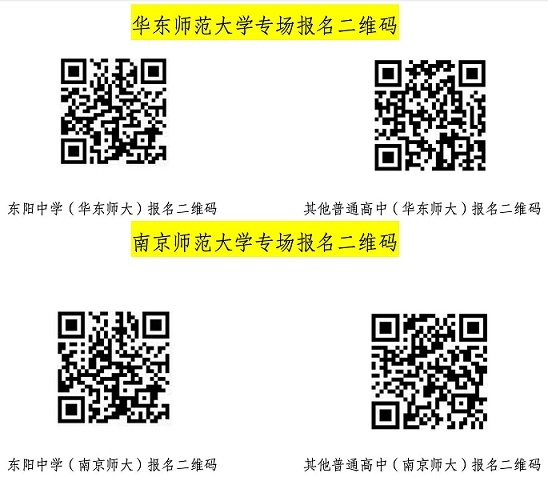 华东师范大学专场报名二维码
东阳中学（华东师大）报名二维码
其他普通高中（华东师大）报名二维码
南京师范大学专场报名二维码
东阳中学（南京师大）报名二维码
其他普通高中（南京师大）报名二维码